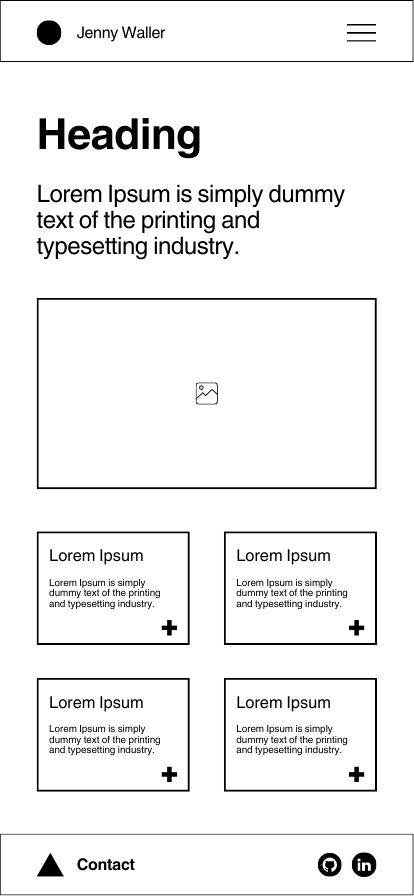 Jenny Waller
Heading
Lorem Ipsum is simply dummy
text of the printing and
typesetting industry.
Lorem Ipsum
Lorem Ipsum is simply
dummy text of the printing
and typesetting industry.
Lorem Ipsum
Lorem Ipsum is simply
dummy text of the printing
and typesetting industry.
Lorem Ipsum
Lorem Ipsum is simply
dummy text of the printing
and typesetting industry.
Lorem Ipsum
Lorem Ipsum is simply
dummy text of the printing
and typesetting industry.
Contact
in